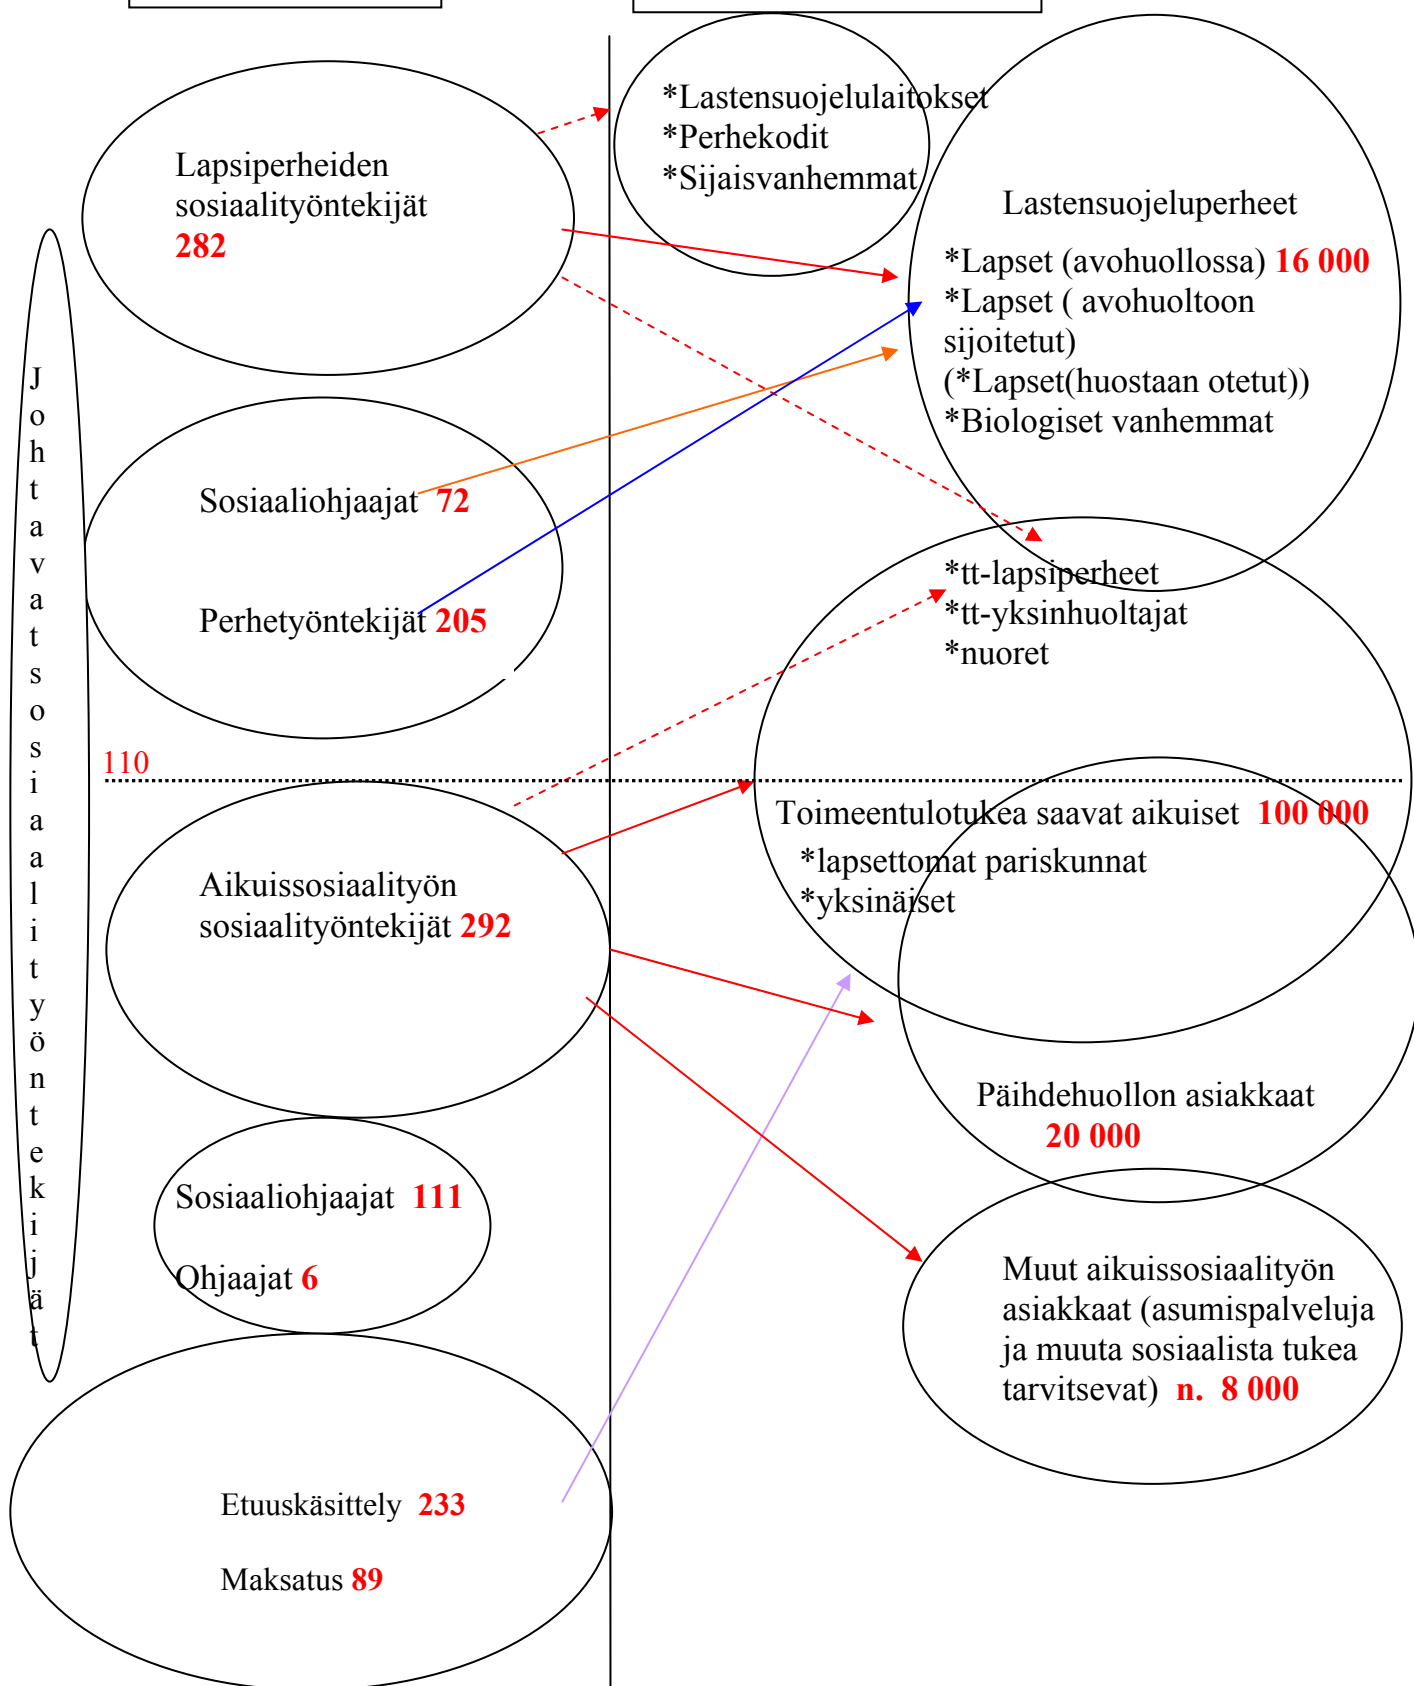 *Lastensuojelulaitokset
*Perhekodit
*Sijaisvanhemmat
Lapsiperheiden
sosiaalityöntekijät
282
Lastensuojeluperheet
*Lapset (avohuollossa) 16 000
*Lapset ( avohuoltoon
sijoitetut)
(*Lapset(huostaan otetut))
*Biologiset vanhemmat
Johtavatsosiaalityöntekijät
Sosiaaliohjaajat 72
Perhetyöntekijät 205
*tt-lapsiperheet
*tt-yksinhuoltajat
*nuoret
110
Toimeentulotukea saavat aikuiset 100 000
*lapsettomat pariskunnat
*yksinäiset
Aikuissosiaalityön
sosiaalityöntekijät 292
Päihdehuollon asiakkaat
20 000
Sosiaaliohjaajat 111
Ohjaajat 6
Muut aikuissosiaalityön
asiakkaat (asumispalveluja
ja muuta sosiaalista tukea
tarvitsevat) n. 8 000
Etuuskäsittely 233
Maksatus 89